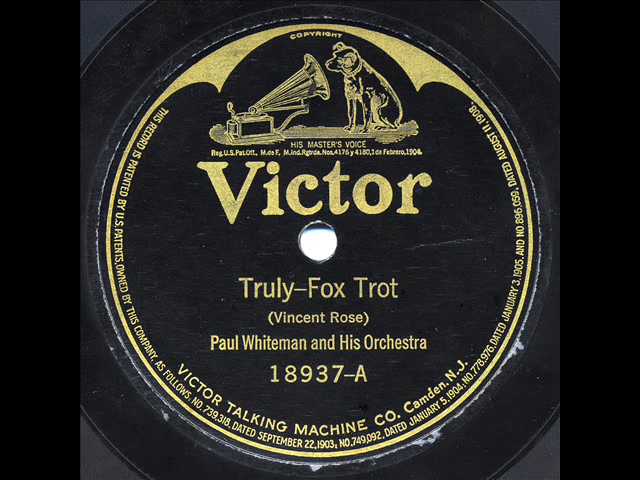 COPYRIGHT
HIS MASTER'S VOICE
Reg.U.S.Pat.Off., M.de F., M.Ind.Rgtrda.Nos.4176 y 4180,1 de Febrero,1904.
Victor
Truly–Fox Trot
(Vincent Rose)
Paul Whiteman and His Orchestra
18937–A
VICTOR TALKING MACHINE CO. Camden, N.J.
THIS RECORD IS PATENTED BY U.S. PATENTS, OWNED BY THIS COMPANY, AS FOLLOWS, NO.739,318, DATED SEPTEMBER 22,1903; NO.749,092, DATED JANUARY 5,1904; NO.778,976, DATED JANUARY 3,1905, AND NO.896,059, DATED AUGUST 11, 1908.